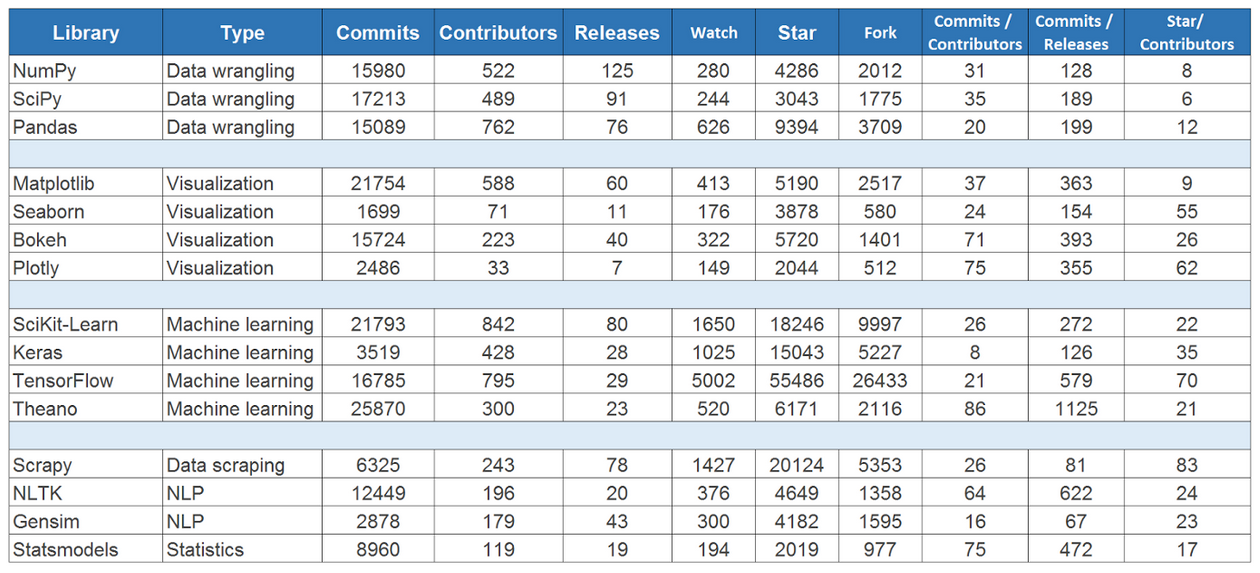 Library Type Commits Contributors Releases Watch Star Fork Commits / Contributors Commits / Releases Star/ Contributors
NumPy Data wrangling 15980 522 125 280 4286 2012 31 128 8
SciPy Data wrangling 17213 489 91 244 3043 1775 35 189 6
Pandas Data wrangling 15089 762 76 626 9394 3709 20 199 12
Matplotlib Visualization 21754 588 60 413 5190 2517 37 363 9
Seaborn Visualization 1699 71 11 176 3878 580 24 154 55
Bokeh Visualization 15724 223 40 322 5720 1401 71 393 26
Plotly Visualization 2486 33 7 149 2044 512 75 355 62
SciKit-Learn Machine learning 21793 842 80 1650 18246 9997 26 272 22
Keras Machine learning 3519 428 28 1025 15043 5227 8 126 35
TensorFlow Machine learning 16785 795 29 5002 55486 26433 21 579 70
Theano Machine learning 25870 300 23 520 6171 2116 86 1125 21
Scrapy Data scraping 6325 243 78 1427 20124 5353 26 81 83
NLTK NLP 12449 196 20 376 4649 1358 64 622 24
Gensim NLP 2878 179 43 300 4182 1595 16 67 23
Statsmodels Statistics 8960 119 19 194 2019 977 75 472 17